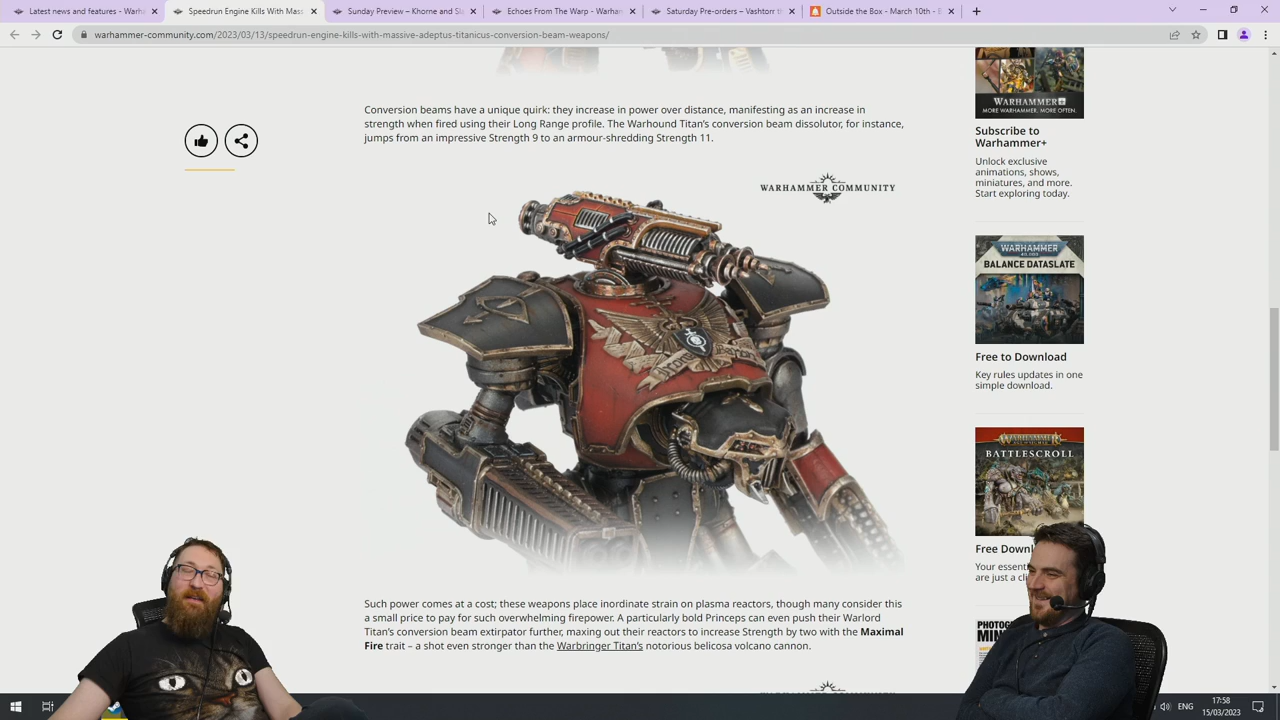 Latest news and features - Warha
Speedrun Engine Kills With Mass
Sunday Preview – Khorne and Sl
Echoes From The Warp - Warhan
Saturday Pre-orders – Vashtorr th
Outside the Box - March 10th - B
warhammer-community.com/2023/03/13/speedrun-engine-kills-with-massive-adeptus-titanicus-conversion-beam-weapons/
Conversion beams have a unique quirk: they increase in power over distance, manifesting as an increase in
strength when fired using their Long Range profile. The Warhound Titan's conversion beam dissolutor, for instance,
jumps from an impressive Strength 9 to an armour-shredding Strength 11.
WARHAMMER COMMUNITY
Such power comes at a cost; these weapons place inordinate strain on plasma reactors, though many consider this
a small price to pay for such overwhelming firepower. A particularly bold Princeps can even push their Warlord
Titan's conversion beam extirpator further, maxing out their reactors to increase Strength by two with the Maximal
Fire trait – a shot even stronger than the Warbringer Titan's notorious belicosa volcano cannon.
WARHAMMER+
MORE WARHAMMER. MORE OFTEN.
Subscribe to
Warhammer+
Unlock exclusive
animations, shows,
miniatures, and more.
Start exploring today.
WARHAMMER
40,000
BALANCE DATASLATE
Free to Download
Key rules updates in one
simple download.
WARHAMMER
BATTLESCROLL
Free Downl
Your essent
are just a cli
PHOTOG
MIN
ENG
17:58
15/03/2023